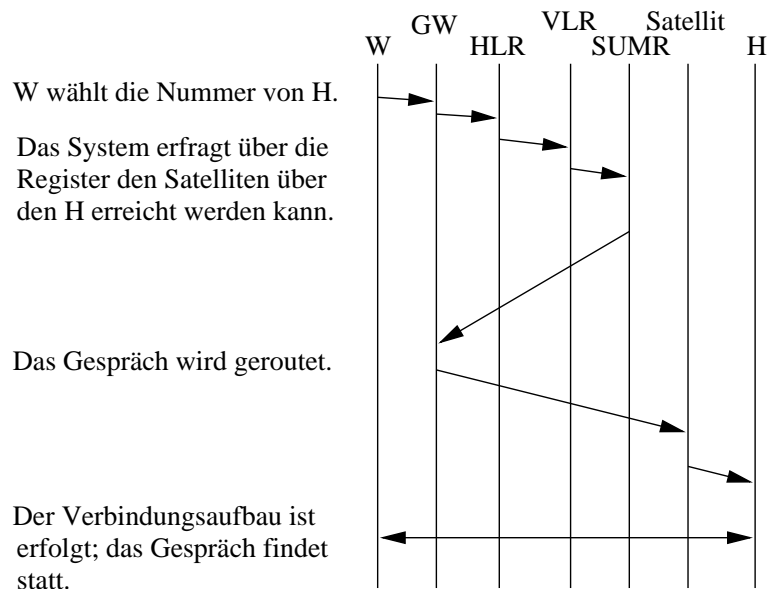 VLR Satellit
GW
W HLR SUMR H
W wählt die Nummer von H.
Das System erfragt über die
Register den Satelliten über
den H erreicht werden kann.
Das Gespräch wird geroutet.
Der Verbindungsaufbau ist
erfolgt; das Gespräch findet
statt.